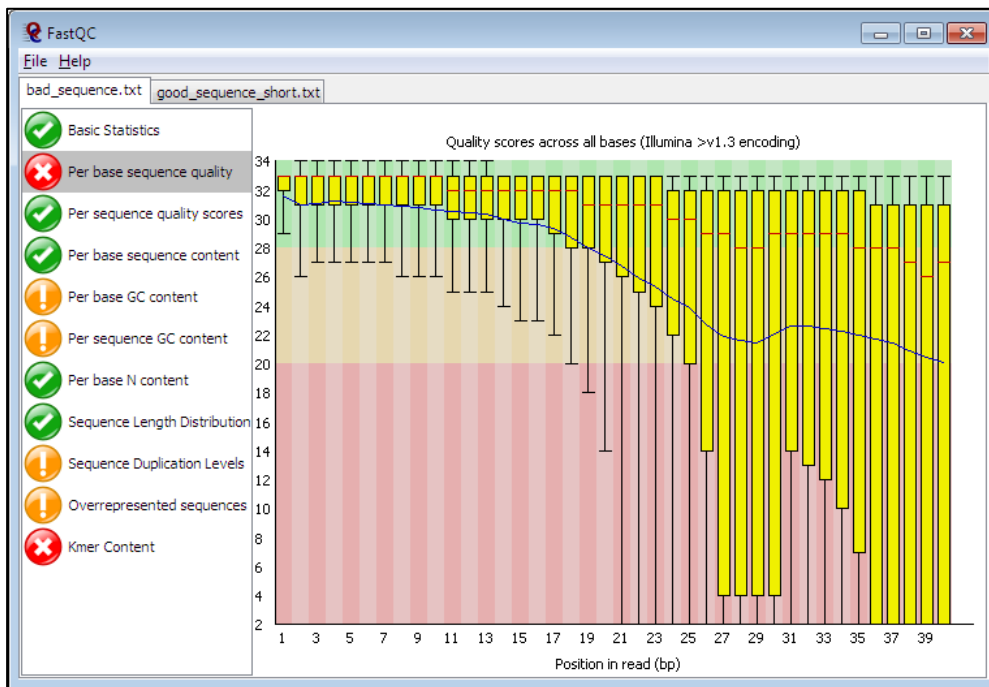 FastQC
File Help
bad_sequence.txt good_sequence_short.txt
Basic Statistics
Per base sequence quality
Per sequence quality scores
Per base sequence content
Per base GC content
Per sequence GC content
Per base N content
Sequence Length Distribution
Sequence Duplication Levels
Overrepresented sequences
Kmer Content
Quality scores across all bases (Illumina >v1.3 encoding)
34
32
30
28
26
24
22
20
18
16
14
12
10
8
6
4
2
1 3 5 7 9 11 13 15 17 19 21 23 25 27 29 31 33 35 37 39
Position in read (bp)